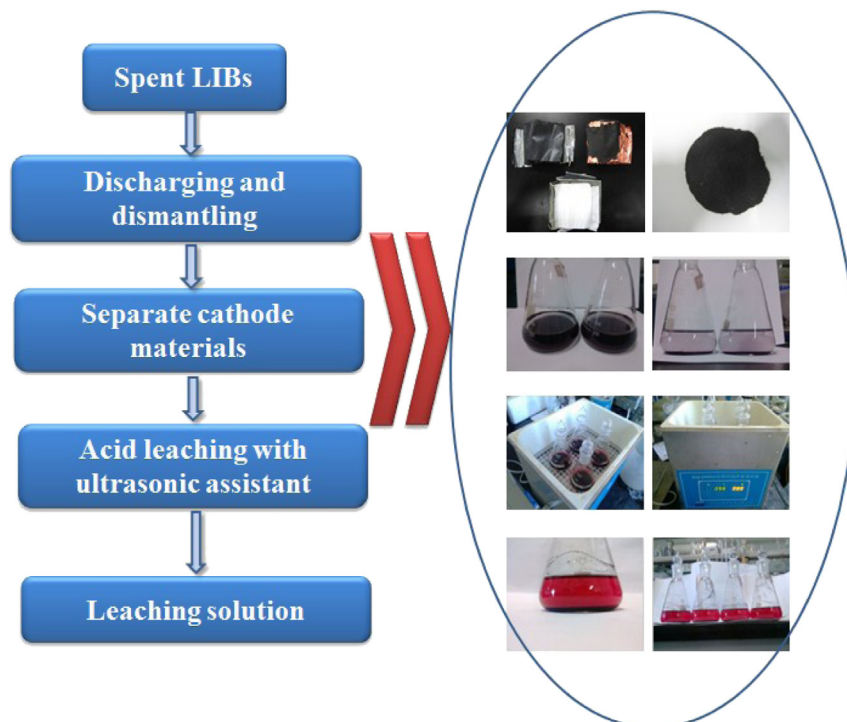 Spent LIBs
Discharging and
dismantling
Separate cathode
materials
Acid leaching with
ultrasonic assistant
Leaching solution